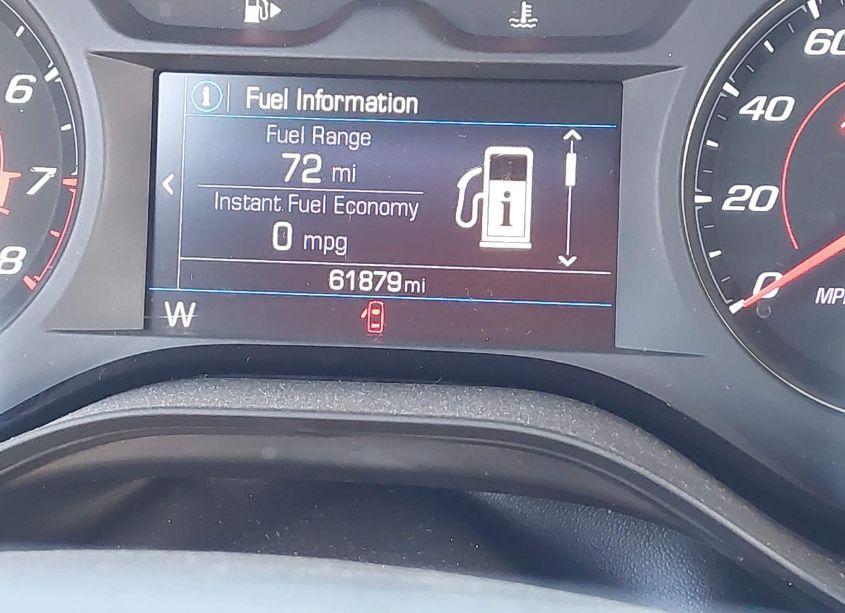 i Fuel Information
Fuel Range
72 mi
Instant Fuel Economy
0 mpg
i
61879mi
W
6
7
8
60
40
20
0